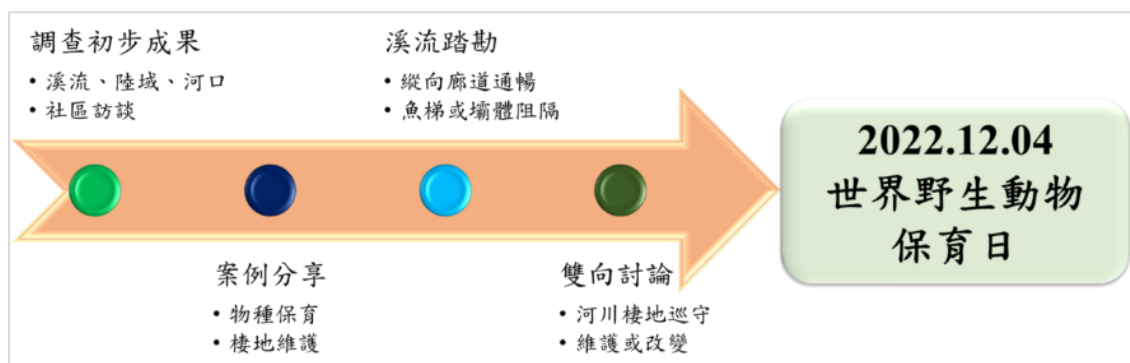 調查初步成果
• 溪流、陸域、河口
• 社區訪談
案例分享
• 物種保育
• 棲地維護
溪流踏勘
• 縱向廊道通暢
• 魚梯或壩體阻隔
雙向討論
• 河川棲地巡守
• 維護或改變
2022.12.04
世界野生動物
保育日